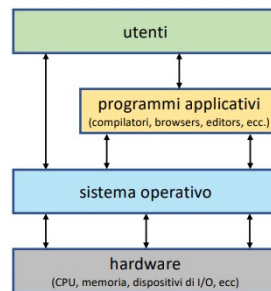 utenti
programmi applicativi
(compilatori, browsers, editors, ecc.)
sistema operativo
hardware
(CPU, memoria, dispositivi di I/O, ecc)